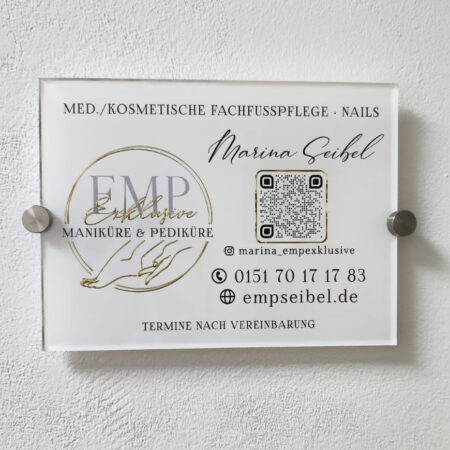 MED./KOSMETISCHE FACHFUSSPFLEGE · NAILS
Marina Seibel
EMP
Exklusive
MANIKÜRE & PEDIKÜRE
marina_empexklusive
0151 70 17 17 83
empseibel.de
TERMINE NACH VEREINBARUNG